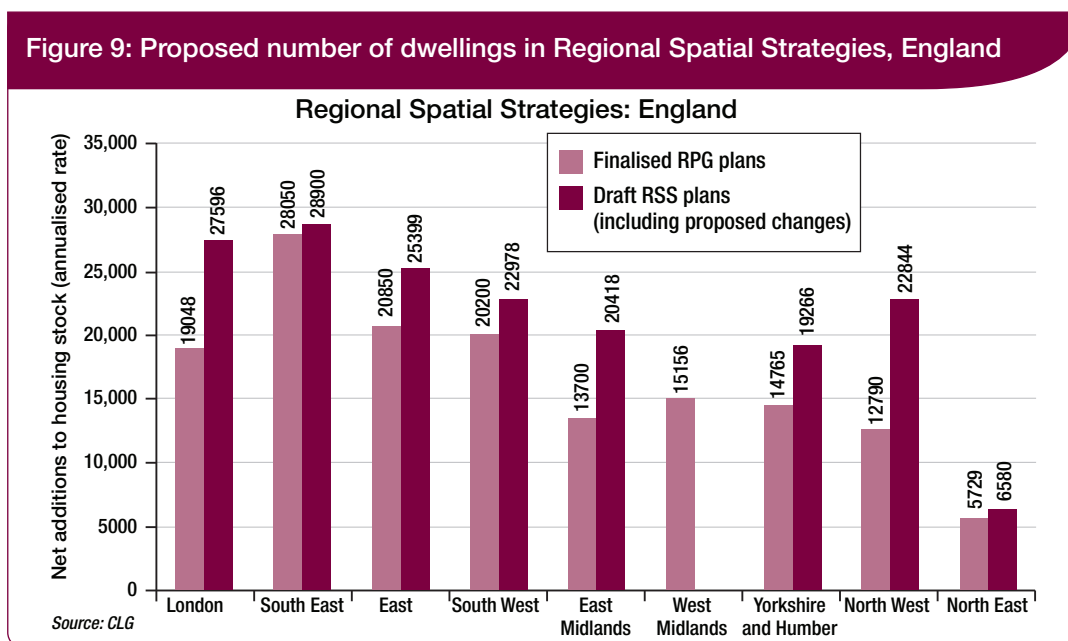 Figure 9: Proposed number of dwellings in Regional Spatial Strategies, England
Regional Spatial Strategies: England
Net additions to housing stock (annualised rate)
35,000
30,000
25,000
20,000
15,000
10,000
5000
0
Finalised RPG plans
Draft RSS plans
(including proposed changes)
19048
27596
28050
28900
20850
25399
20200
22978
13700
20418
15156
14765
19266
12790
22844
5729
6580
London
South East
East
South West
East
Midlands
West
Midlands
Yorkshire
and Humber
North West
North East
Source: CLG